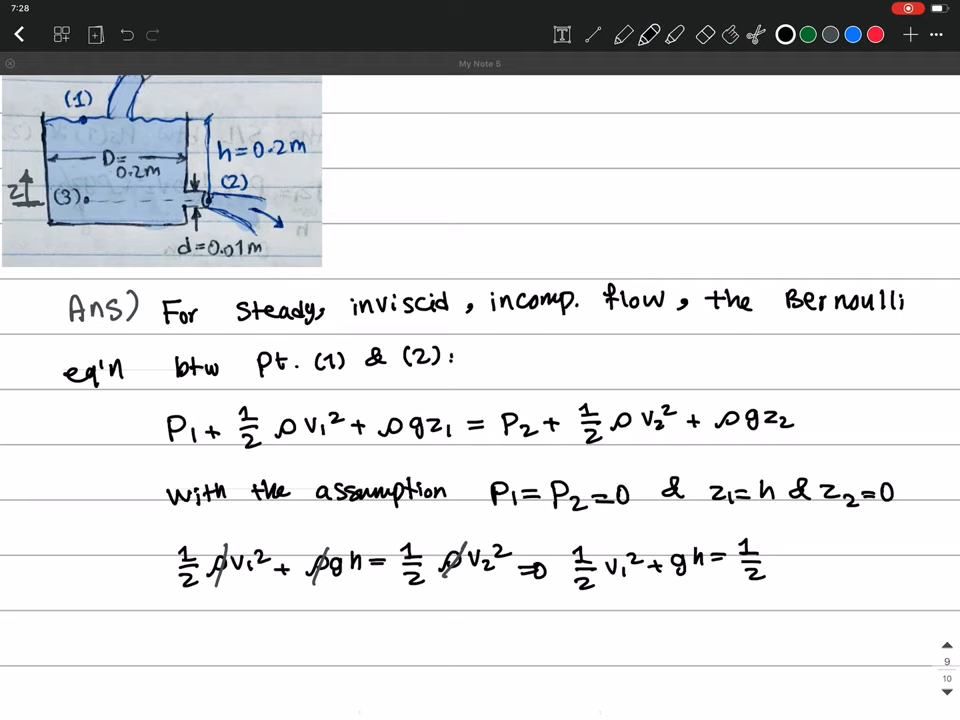 7:28
My Note 5
(1)
h=0.2m
D=
0.2m
(2)
z
(3)
d=0.01m
Ans) For steady, inviscid, incomp. flow, the Bernoulli
eq'n btw pt. (1) & (2):
P₁ + 1/2 ρV₁² + ρgz₁ = P₂ + 1/2 ρV₂² + ρgz₂
with the assumption P₁=P₂=0 & z₁=h & z₂=0
1/2 ρV₁² + ρgh = 1/2 ρV₂² ⇒ 1/2 V₁² + gh = 1/2
9
10